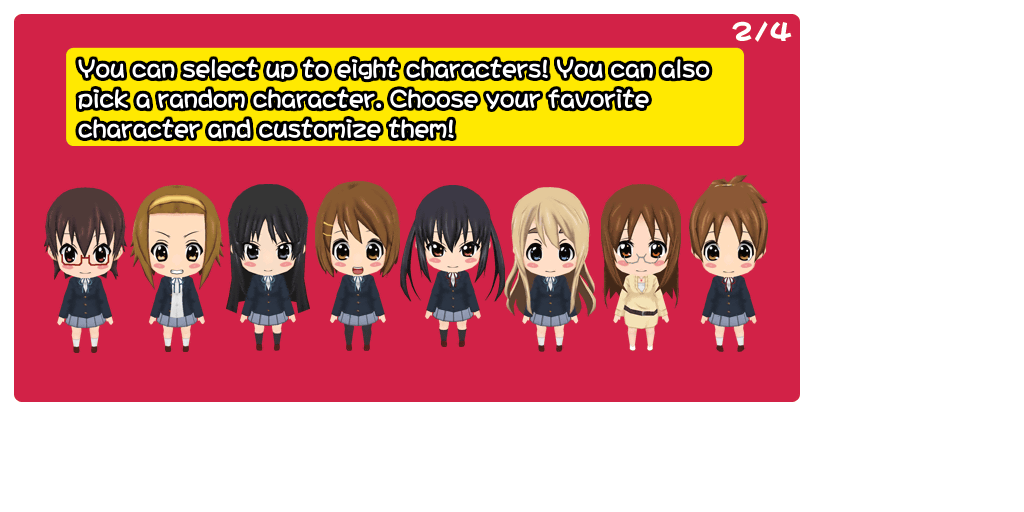 2/4
You can select up to eight characters! You can also
pick a random character. Choose your favorite
character and customize them!